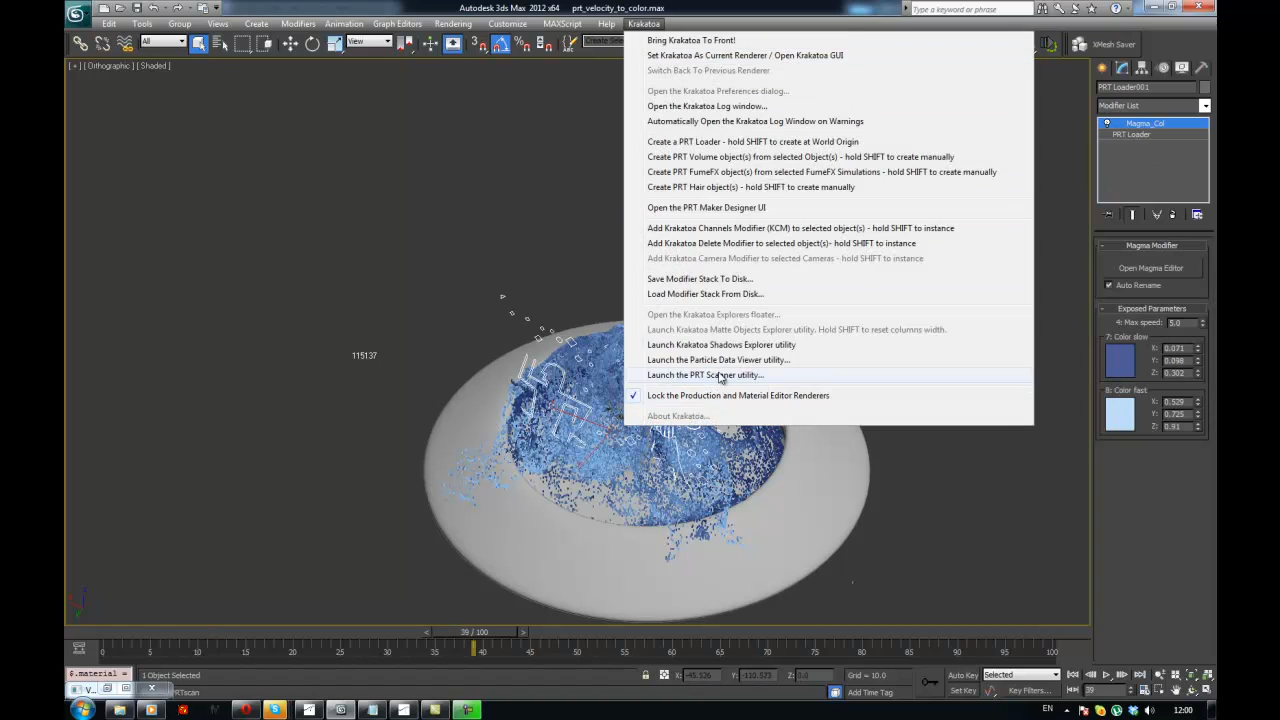 Autodesk 3ds Max 2012 x64 prt_velocity_to_color.max
Type a keyword or phrase
Edit Tools Group Views Create Modifiers Animation Graph Editors Rendering Customize MAXScript Help Krakatoa
All View XMesh Saver
[ + ] [ Orthographic ] [ Shaded ]
Bring Krakatoa To Front!
Set Krakatoa As Current Renderer / Open Krakatoa GUI
Switch Back To Previous Renderer
Open the Krakatoa Preferences dialog...
Open the Krakatoa Log window...
Automatically Open the Krakatoa Log Window on Warnings
Create a PRT Loader - hold SHIFT to create at World Origin
Create PRT Volume object(s) from selected Object(s) - hold SHIFT to create manually
Create PRT FumeFX object(s) from selected FumeFX Simulations - hold SHIFT to create manually
Create PRT Hair object(s) - hold SHIFT to create manually
Open the PRT Maker Designer UI
Add Krakatoa Channels Modifier (KCM) to selected object(s) - hold SHIFT to instance
Add Krakatoa Delete Modifier to selected object(s)- hold SHIFT to instance
Add Krakatoa Camera Modifier to selected Cameras - hold SHIFT to instance
Save Modifier Stack To Disk...
Load Modifier Stack From Disk...
Open the Krakatoa Explorers floater...
Launch Krakatoa Matte Objects Explorer utility. Hold SHIFT to reset columns width.
Launch Krakatoa Shadows Explorer utility
Launch the Particle Data Viewer utility...
Launch the PRT Scanner utility...
Lock the Production and Material Editor Renderers
About Krakatoa...
115137
PRT Loader001
Modifier List
Magma_Col
PRT Loader
Magma Modifier
Open Magma Editor
Auto Rename
Exposed Parameters
4: Max speed: 5.0
7: Color slow
X: 0.071
Y: 0.098
Z: 0.302
8: Color fast
X: 0.529
Y: 0.725
Z: 0.91
39 / 100
0 5 10 15 20 25 30 35 40 45 50 55 60 65 70 75 80 85 90 95 100
$.material =
1 Object Selected
X: -45.526 Y: -110.523 Z: 0.0 Grid = 10.0
Auto Key Selected
V...
PRTscan
Add Time Tag
Set Key Key Filters... 39
EN 12:00